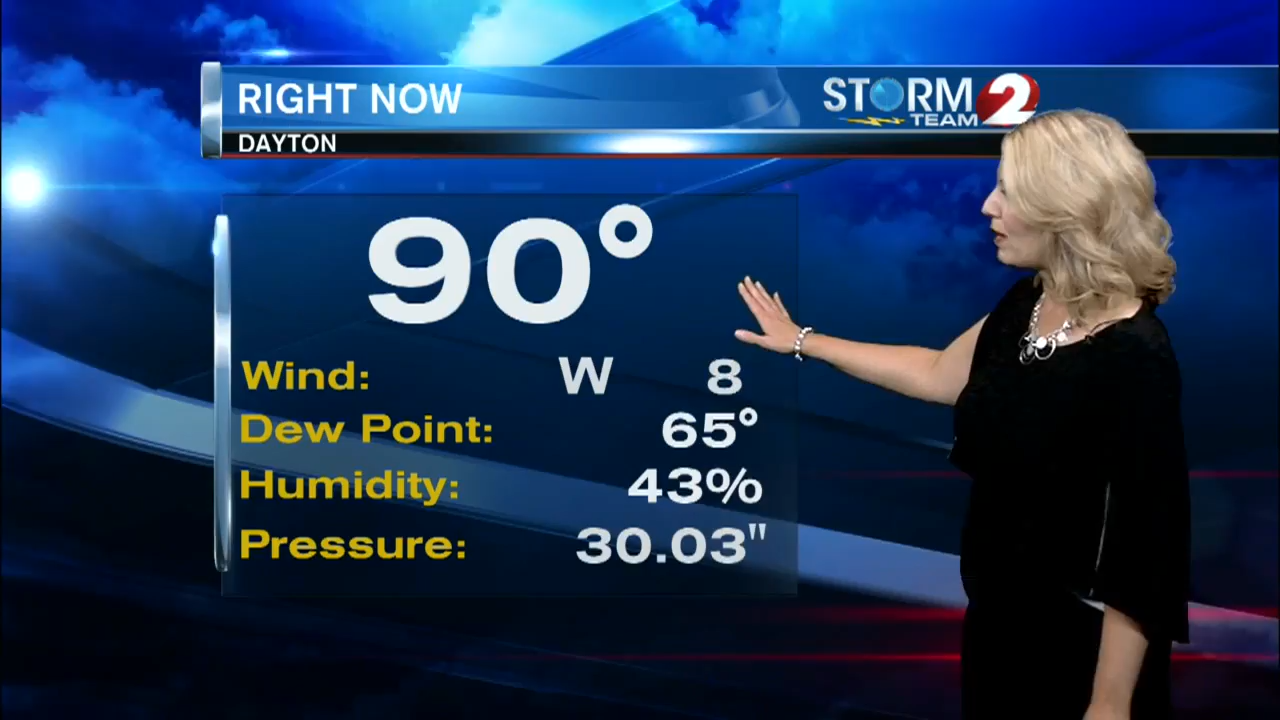 RIGHT NOW
STORM TEAM 2
DAYTON
90°
Wind: W 8
Dew Point: 65°
Humidity: 43%
Pressure: 30.03"